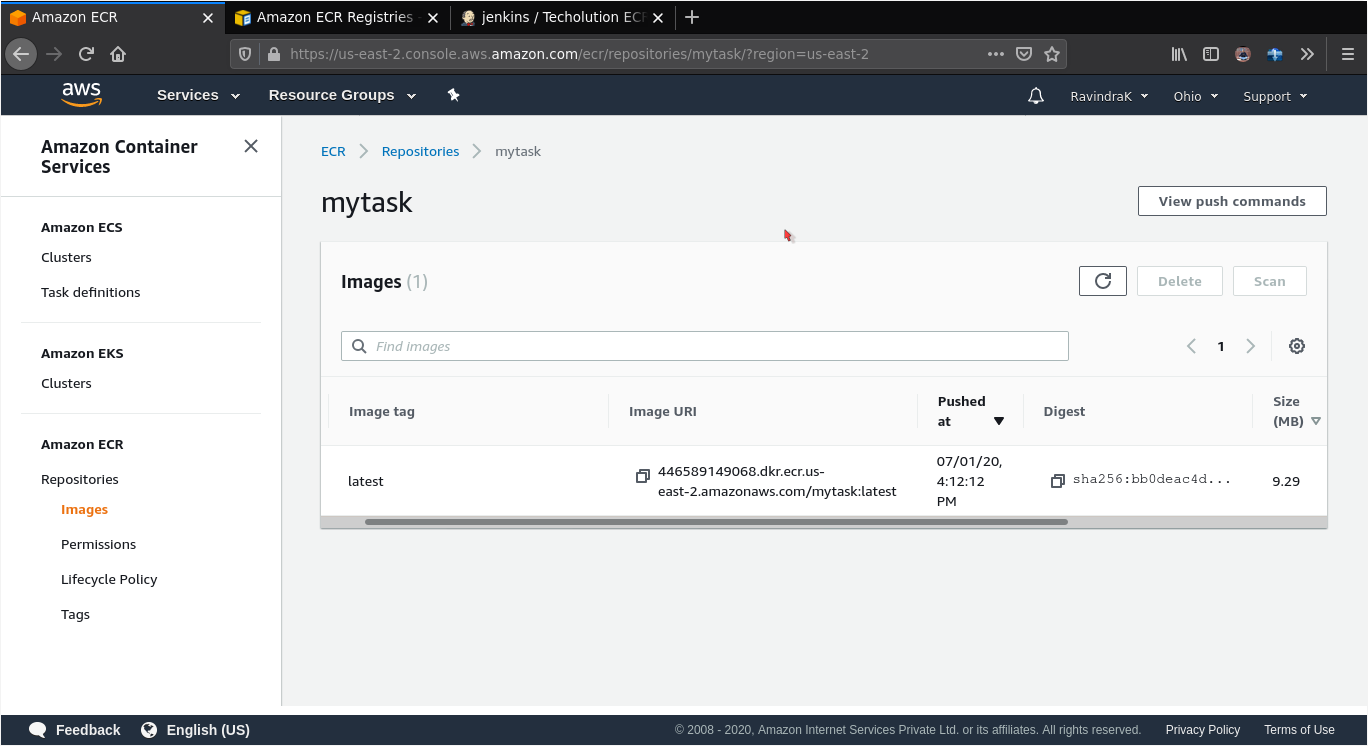 Amazon ECR
Amazon ECR Registries
jenkins / Techolution ECR
https://us-east-2.console.aws.amazon.com/ecr/repositories/mytask/?region=us-east-2
aws
Services
Resource Groups
RavindraK
Ohio
Support
Amazon Container
Services
Amazon ECS
Clusters
Task definitions
Amazon EKS
Clusters
Amazon ECR
Repositories
Images
Permissions
Lifecycle Policy
Tags
ECR
Repositories
mytask
mytask
View push commands
Images (1)
Delete
Scan
Find images
1
Image tag
Image URI
Pushed
at
Digest
Size
(MB)
latest
446589149068.dkr.ecr.us-
east-2.amazonaws.com/mytask:latest
07/01/20,
4:12:12
PM
sha256:bb0deac4d...
9.29
Feedback
English (US)
© 2008 - 2020, Amazon Internet Services Private Ltd. or its affiliates. All rights reserved.
Privacy Policy
Terms of Use